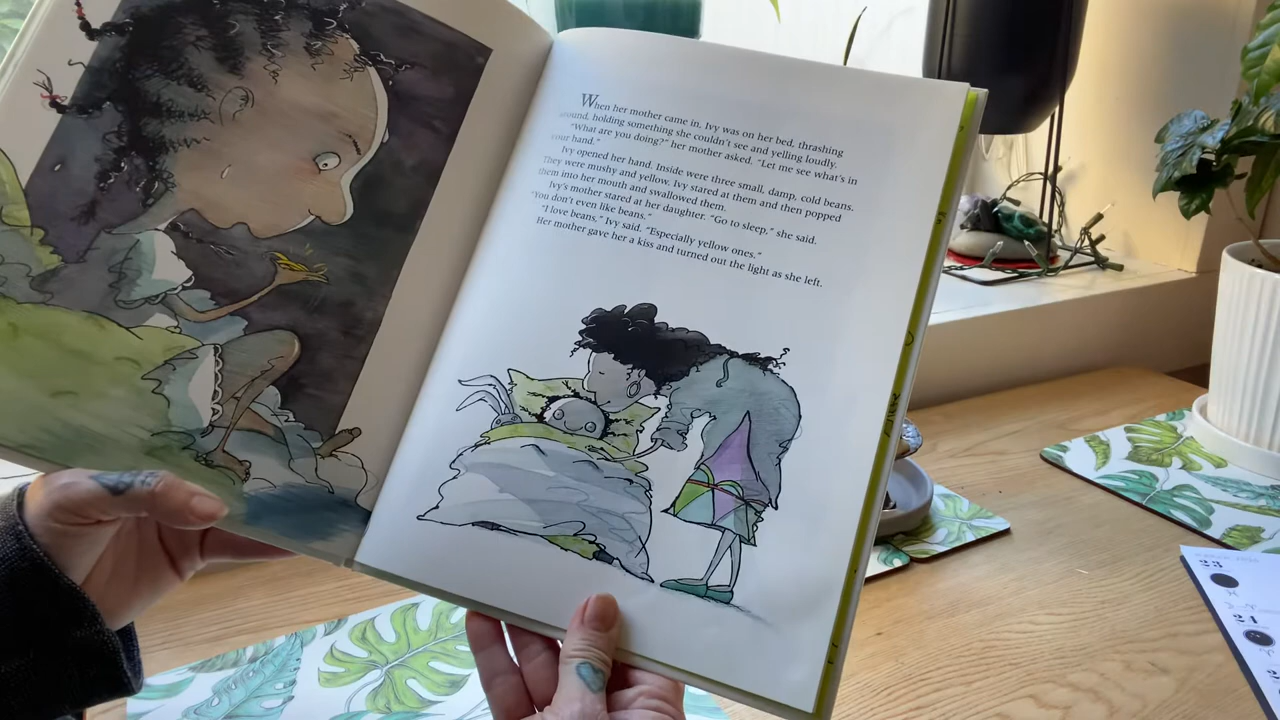 When her mother came in, Ivy was on her bed, thrashing
around, holding something she couldn't see and yelling loudly.
"What are you doing?" her mother asked. "Let me see what's in
your hand."
Ivy opened her hand. Inside were three small, damp, cold beans.
They were mushy and yellow. Ivy stared at them and then popped
them into her mouth and swallowed them.
Ivy's mother stared at her daughter. "Go to sleep," she said.
"You don't even like beans."
"I love beans," Ivy said. "Especially yellow ones."
Her mother gave her a kiss and turned out the light as she left.
23
24